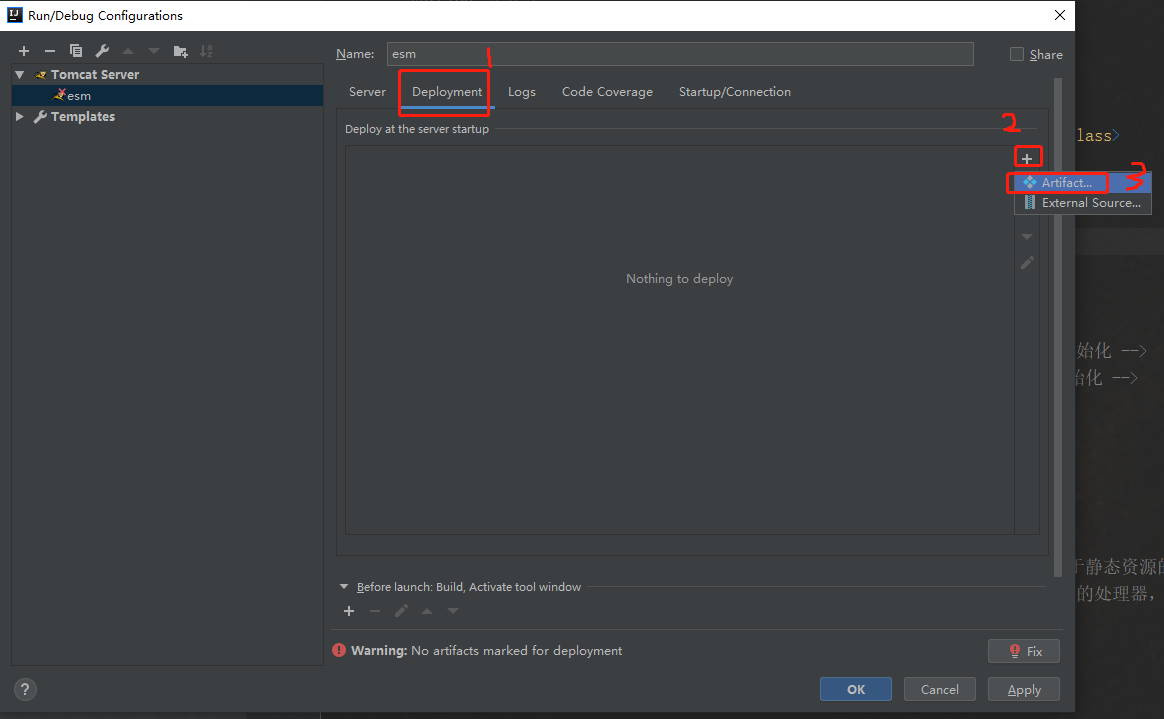 Run/Debug Configurations
Name: esm
Share
Tomcat Server
esm
Templates
1
Server Deployment Logs Code Coverage Startup/Connection
Deploy at the server startup
2
lass>
Artifact...
3
External Source...
Nothing to deploy
始化 -->
始化 -->
于静态资源的
的处理器，
Before launch: Build, Activate tool window
Warning: No artifacts marked for deployment
Fix
?
OK Cancel Apply